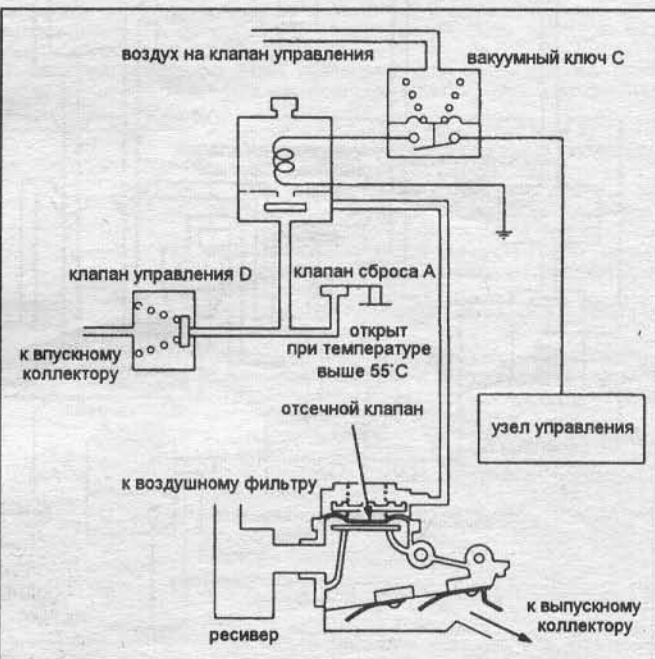 воздух на клапан управления
вакуумный ключ C
клапан управления D
клапан сброса A
к впускному
коллектору
открыт
при температуре
выше 55°C
отсечной клапан
узел управления
к воздушному фильтру
ресивер
к выпускному
коллектору